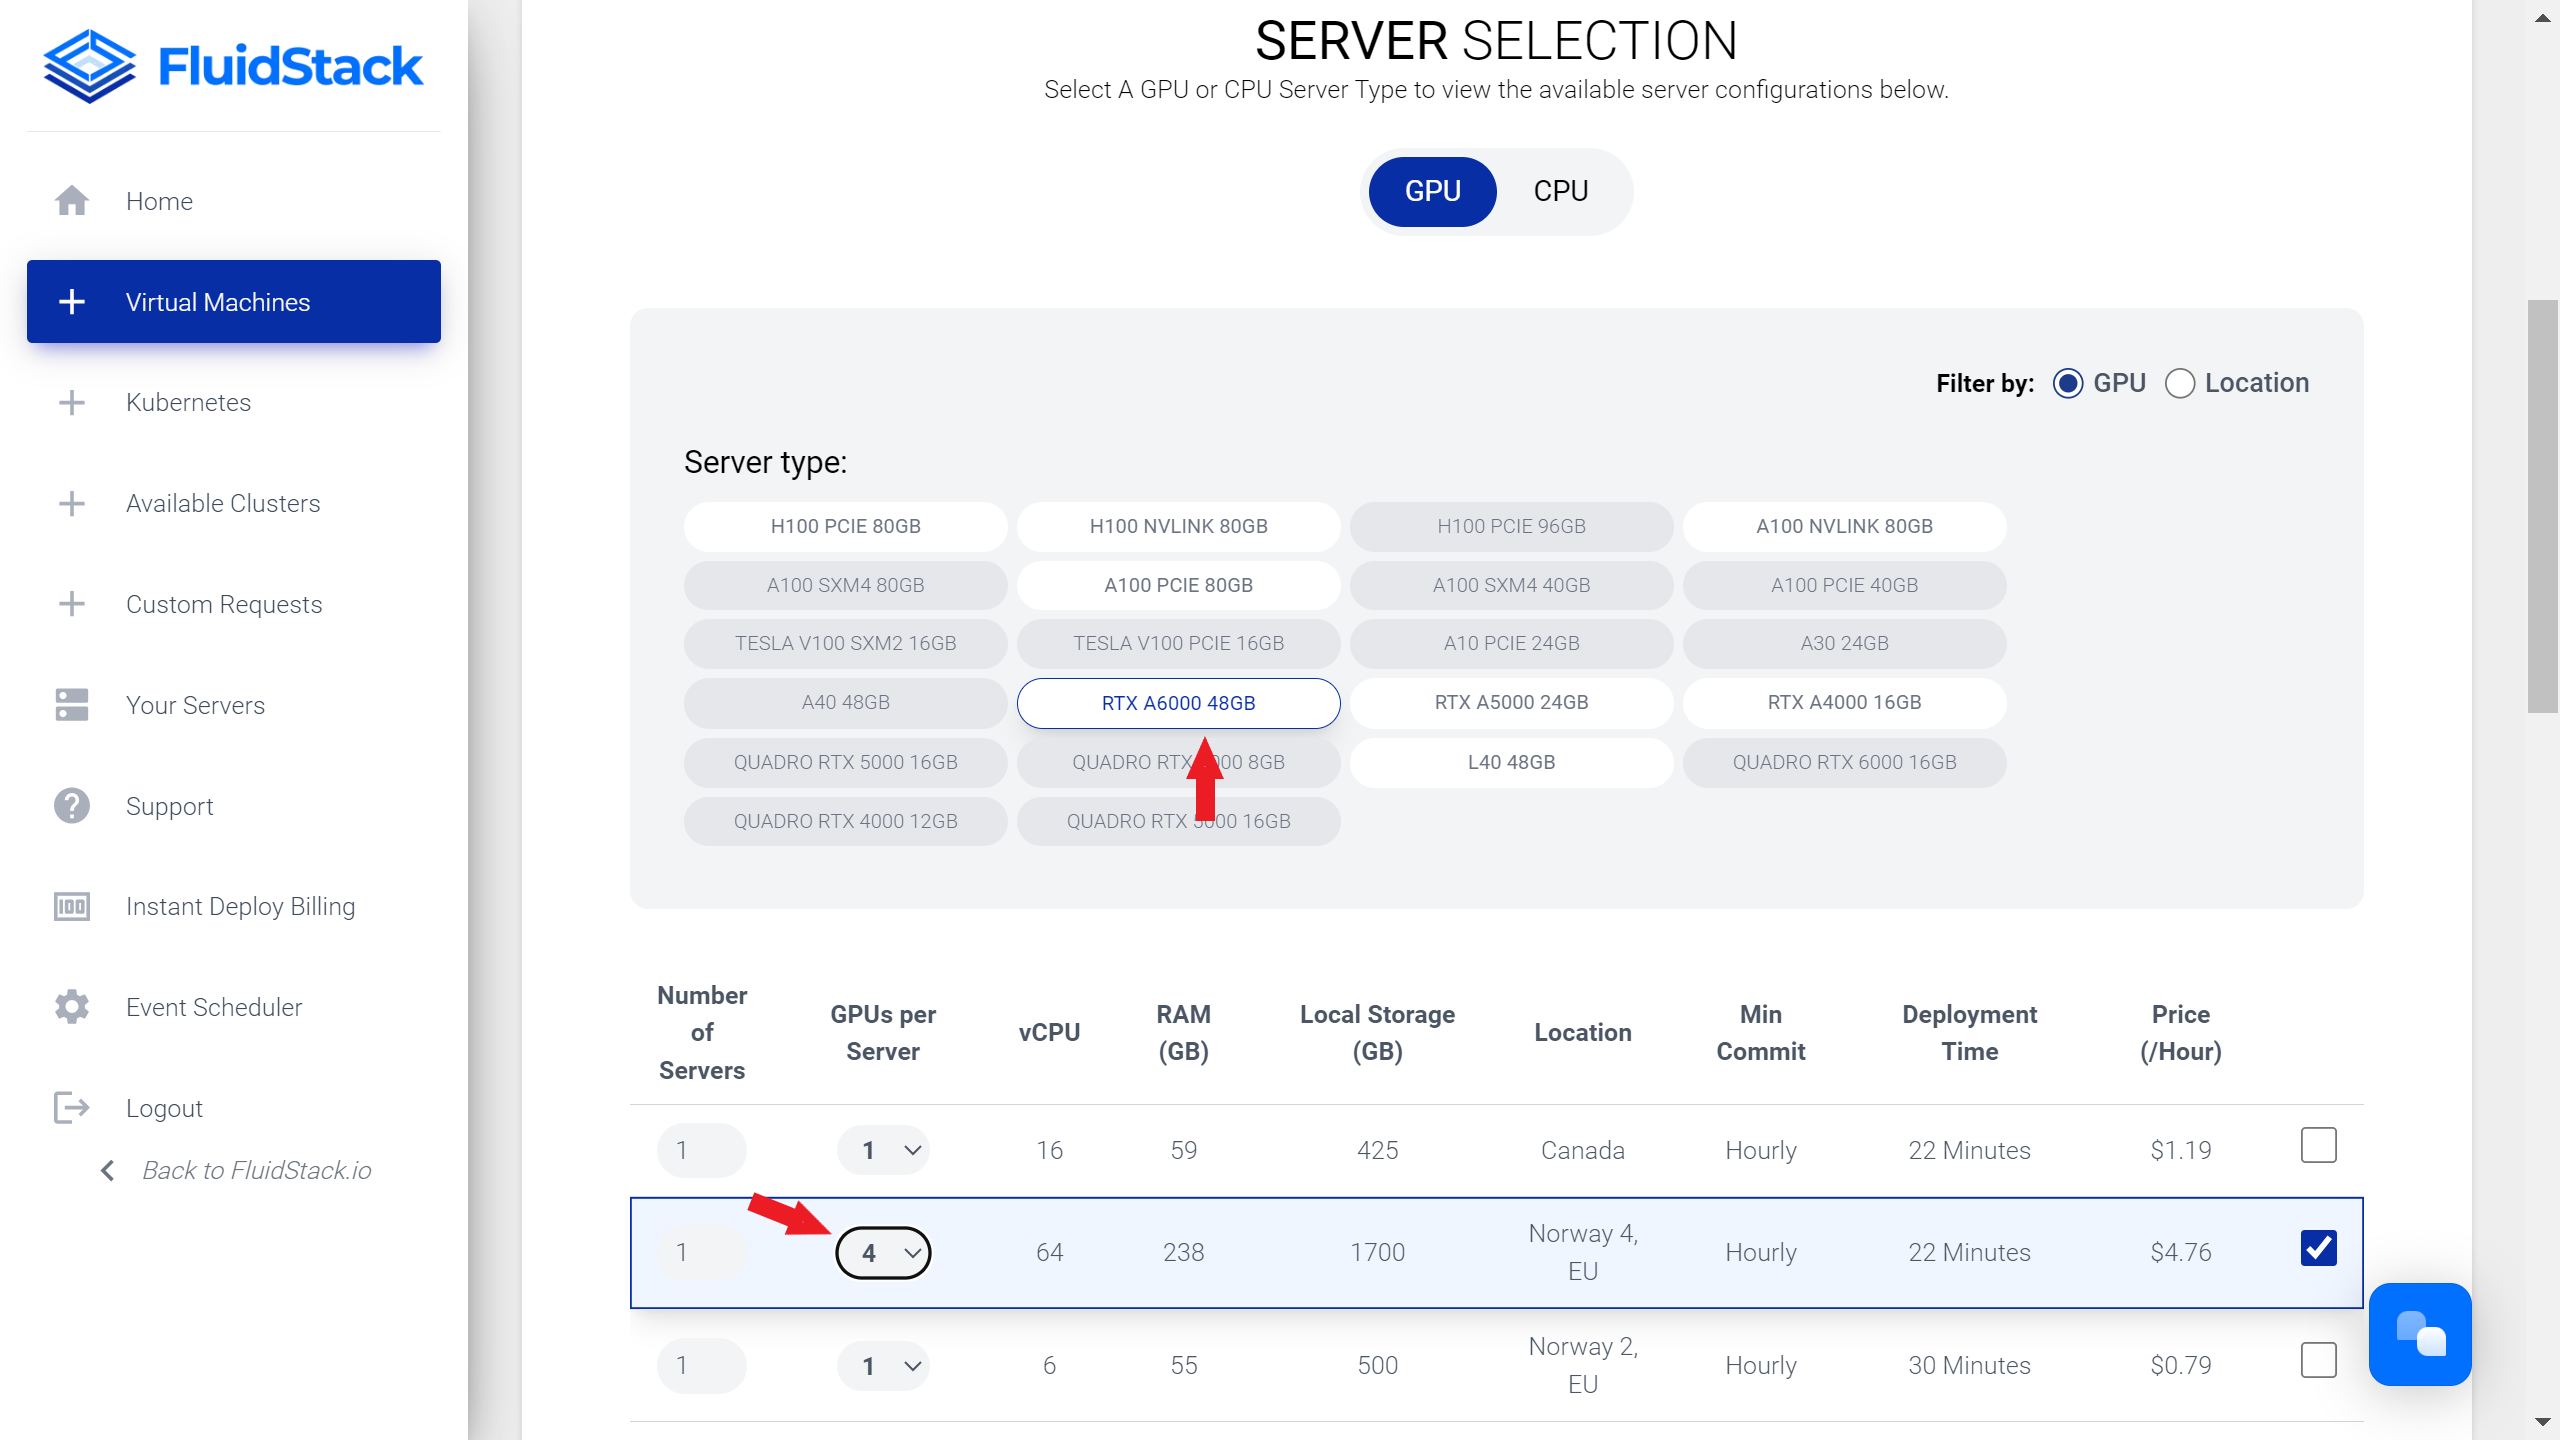 FluidStack
Home
Virtual Machines
Kubernetes
Available Clusters
Custom Requests
Your Servers
Support
Instant Deploy Billing
Event Scheduler
Logout
Back to FluidStack.io
SERVER SELECTION
Select A GPU or CPU Server Type to view the available server configurations below.
GPU CPU
Filter by: GPU Location
Server type:
H100 PCIE 80GB H100 NVLINK 80GB H100 PCIE 96GB A100 NVLINK 80GB
A100 SXM4 80GB A100 PCIE 80GB A100 SXM4 40GB A100 PCIE 40GB
TESLA V100 SXM2 16GB TESLA V100 PCIE 16GB A10 PCIE 24GB A30 24GB
A40 48GB RTX A6000 48GB RTX A5000 24GB RTX A4000 16GB
QUADRO RTX 5000 16GB QUADRO RTX 8GB L40 48GB QUADRO RTX 6000 16GB
QUADRO RTX 4000 12GB QUADRO RTX 16GB
Number of Servers GPUs per Server vCPU RAM (GB) Local Storage (GB) Location Min Commit Deployment Time Price (/Hour)
1 1 16 59 425 Canada Hourly 22 Minutes $1.19
1 4 64 238 1700 Norway 4, EU Hourly 22 Minutes $4.76
1 1 6 55 500 Norway 2, EU Hourly 30 Minutes $0.79